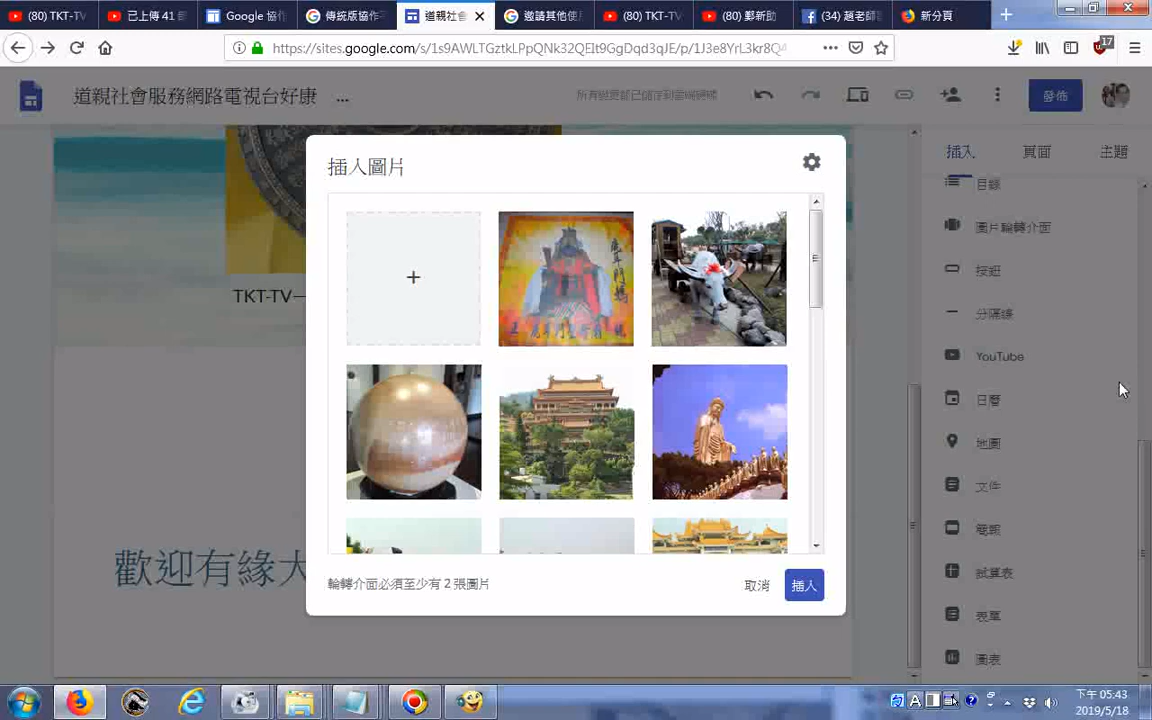 (80) TKT-TV
已上傳 41 部
Google 協作
傳統版協作
道親社會
邀請其他使
(80) TKT-TV
(80) 鄭新助
(34) 趙老師
新分頁
https://sites.google.com/s/1s9AWLTGztklLPpQNk32QEIt9GgDqd3qJE/p/1J3e8YrL3kr8Q4
17
道親社會服務網路電視台好康 ...
所有變更都已儲存到雲端硬碟
發佈
插入圖片
插入
頁面
主題
目錄
圖片輪轉介面
按鈕
分隔線
YouTube
日曆
地圖
文件
簡報
試算表
表單
圖表
TKT-TV—
歡迎有緣大
輪轉介面必須至少有 2 張圖片
取消
插入
下午 05:43
2019/5/18